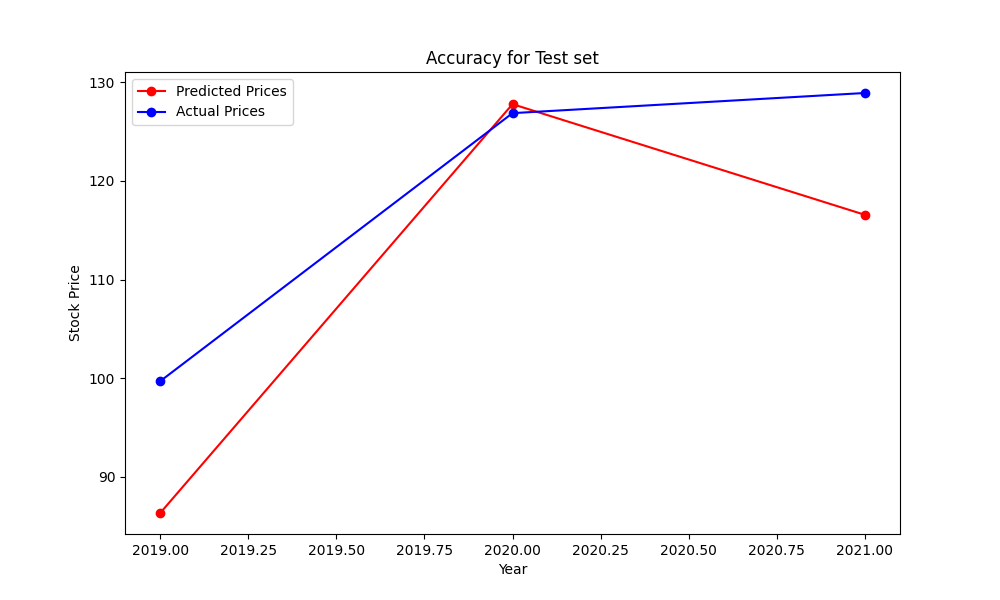 Accuracy for Test set
Predicted Prices
Actual Prices
130
120
110
100
90
Stock Price
2019.00 2019.25 2019.50 2019.75 2020.00 2020.25 2020.50 2020.75 2021.00
Year